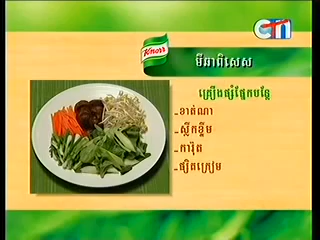 Knorr
CTN
មីឆាពិសេស
គ្រឿងផ្សំផ្នែកបន្លែ
..ខាត់ណា
..ស្លឹកខ្ទឹម
..ការ៉ុត
..ផ្សិតក្រៀម